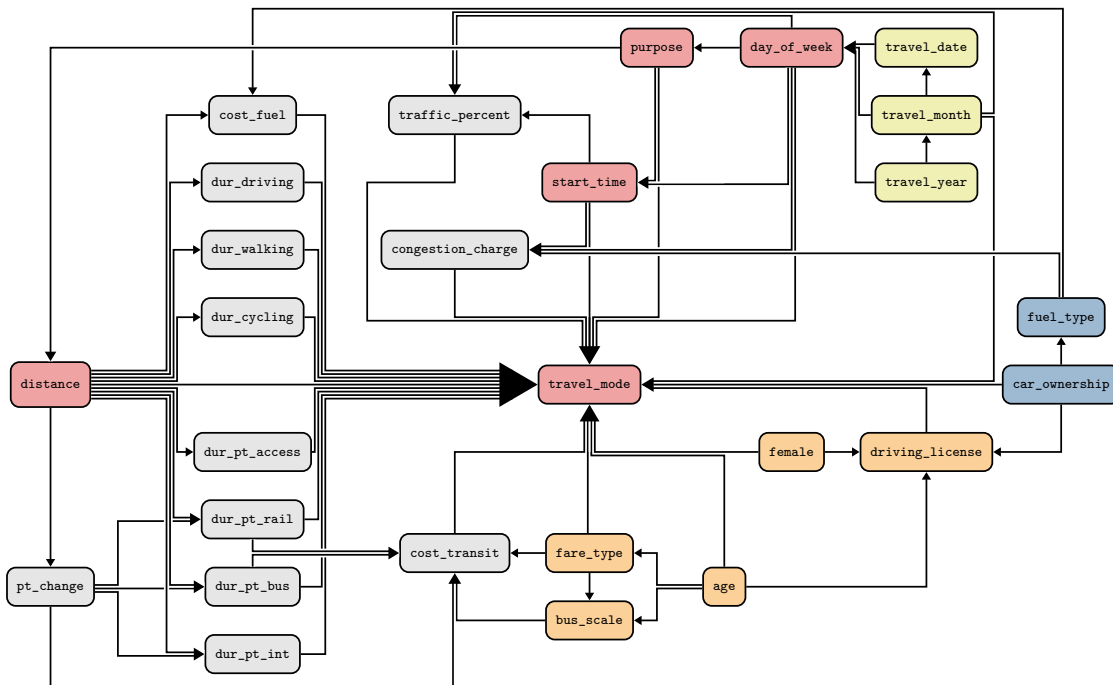 purpose
day_of_week
travel_date
cost_fuel
traffic_percent
travel_month
dur_driving
start_time
travel_year
dur_walking
congestion_charge
dur_cycling
fuel_type
distance
travel_mode
car_ownership
dur_pt_access
female
driving_license
dur_pt_rail
cost_transit
fare_type
pt_change
dur_pt_bus
age
bus_scale
dur_pt_int